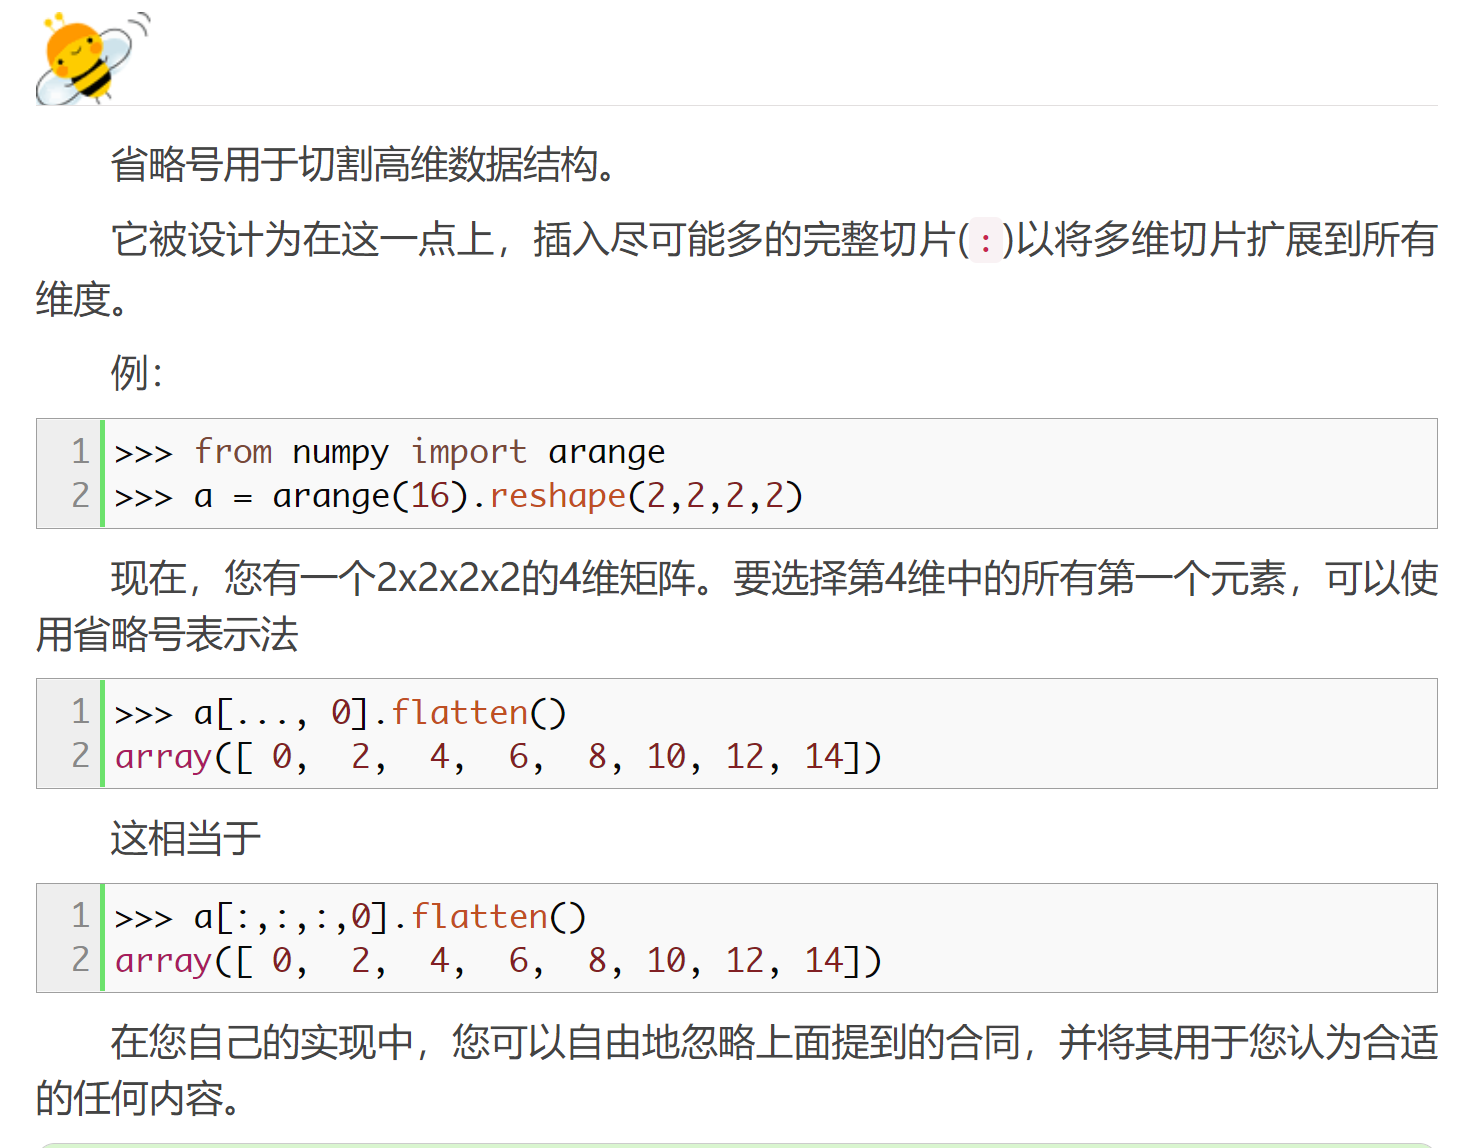 省略号用于切割高维数据结构。
它被设计为在这一点上，插入尽可能多的完整切片(:)以将多维切片扩展到所有
维度。
例：
1 >>> from numpy import arange
2 >>> a = arange(16).reshape(2,2,2,2)
现在，您有一个2x2x2x2的4维矩阵。要选择第4维中的所有第一个元素，可以使
用省略号表示法
1 >>> a[..., 0].flatten()
2 array([ 0,  2,  4,  6,  8, 10, 12, 14])
这相当于
1 >>> a[:,:,:,0].flatten()
2 array([ 0,  2,  4,  6,  8, 10, 12, 14])
在您自己的实现中，您可以自由地忽略上面提到的合同，并将其用于您认为合适
的任何内容。